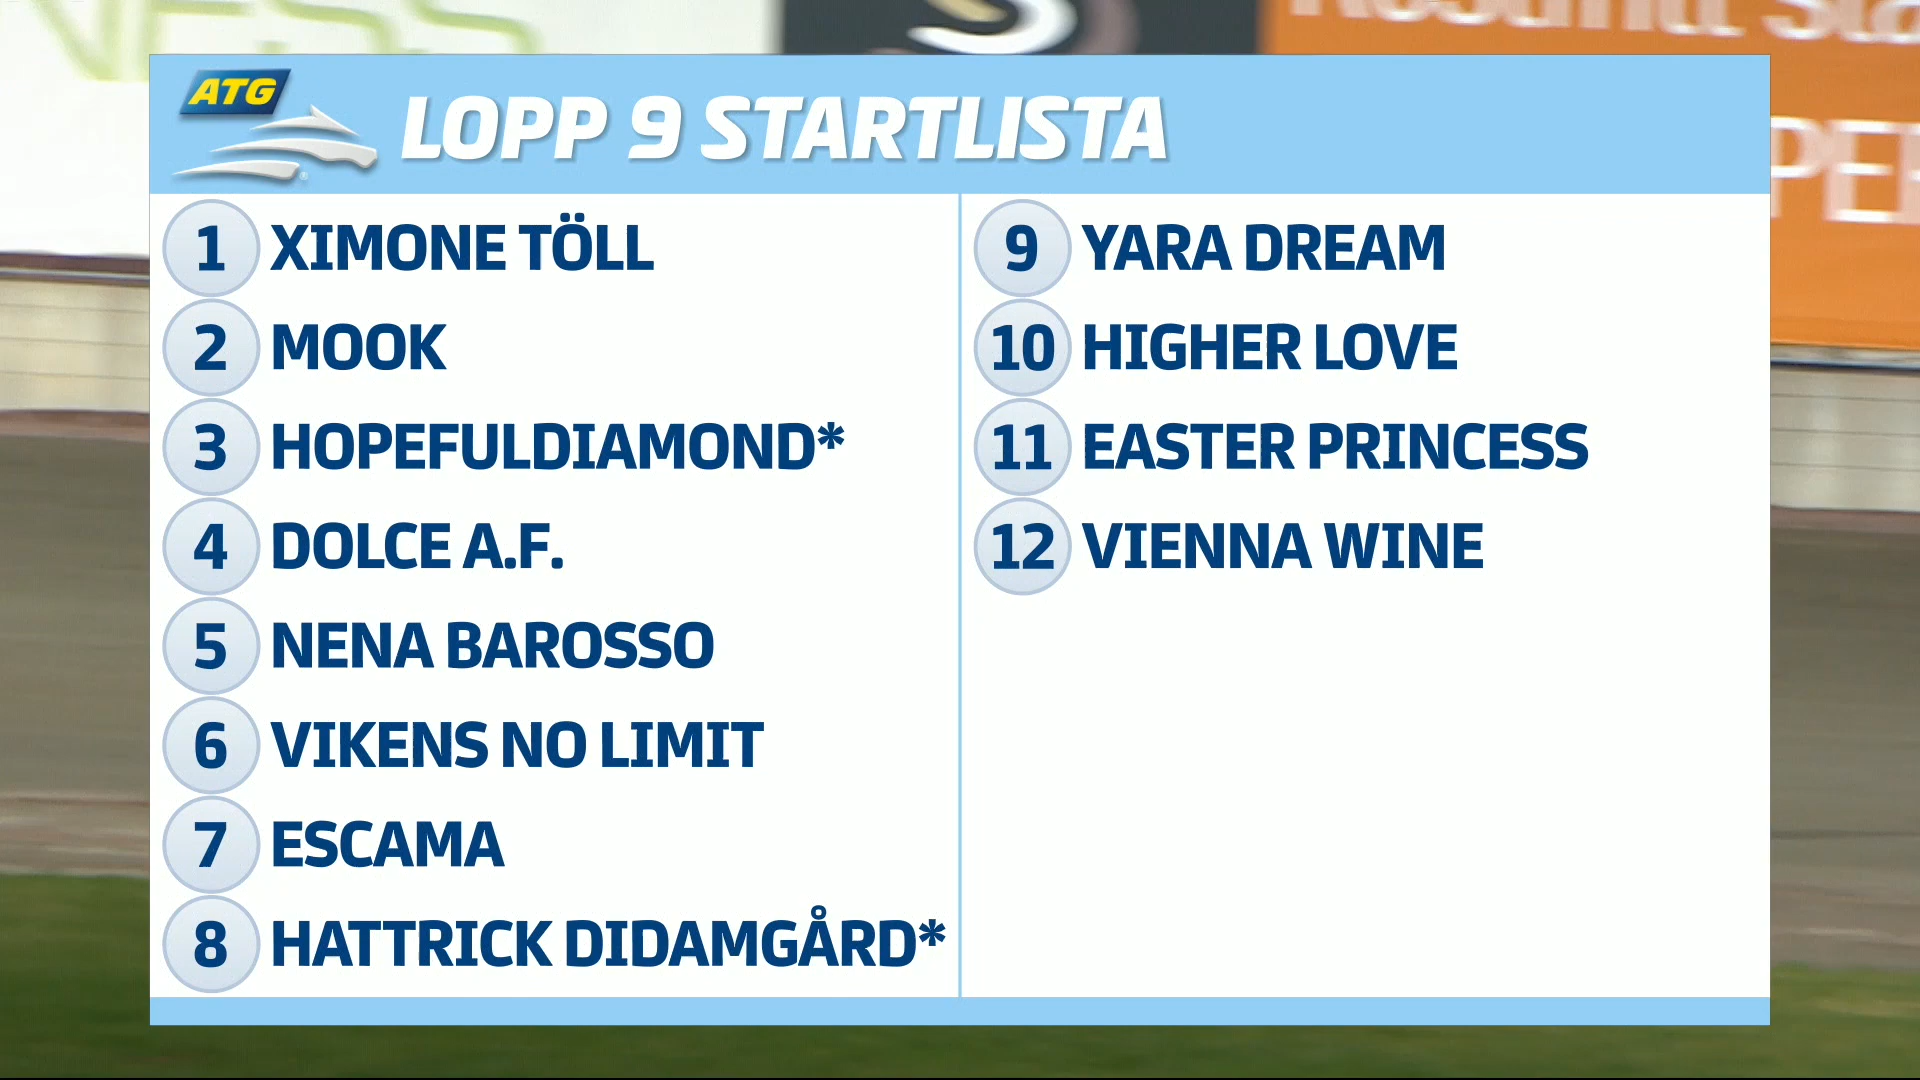 ATG
LOPP 9 STARTLISTA
1 XIMONE TÖLL
2 MOOK
3 HOPEFULDIAMOND*
4 DOLCE A.F.
5 NENA BAROSSO
6 VIKENS NO LIMIT
7 ESCAMA
8 HATTRICK DIDAMGÅRD*
9 YARA DREAM
10 HIGHER LOVE
11 EASTER PRINCESS
12 VIENNA WINE